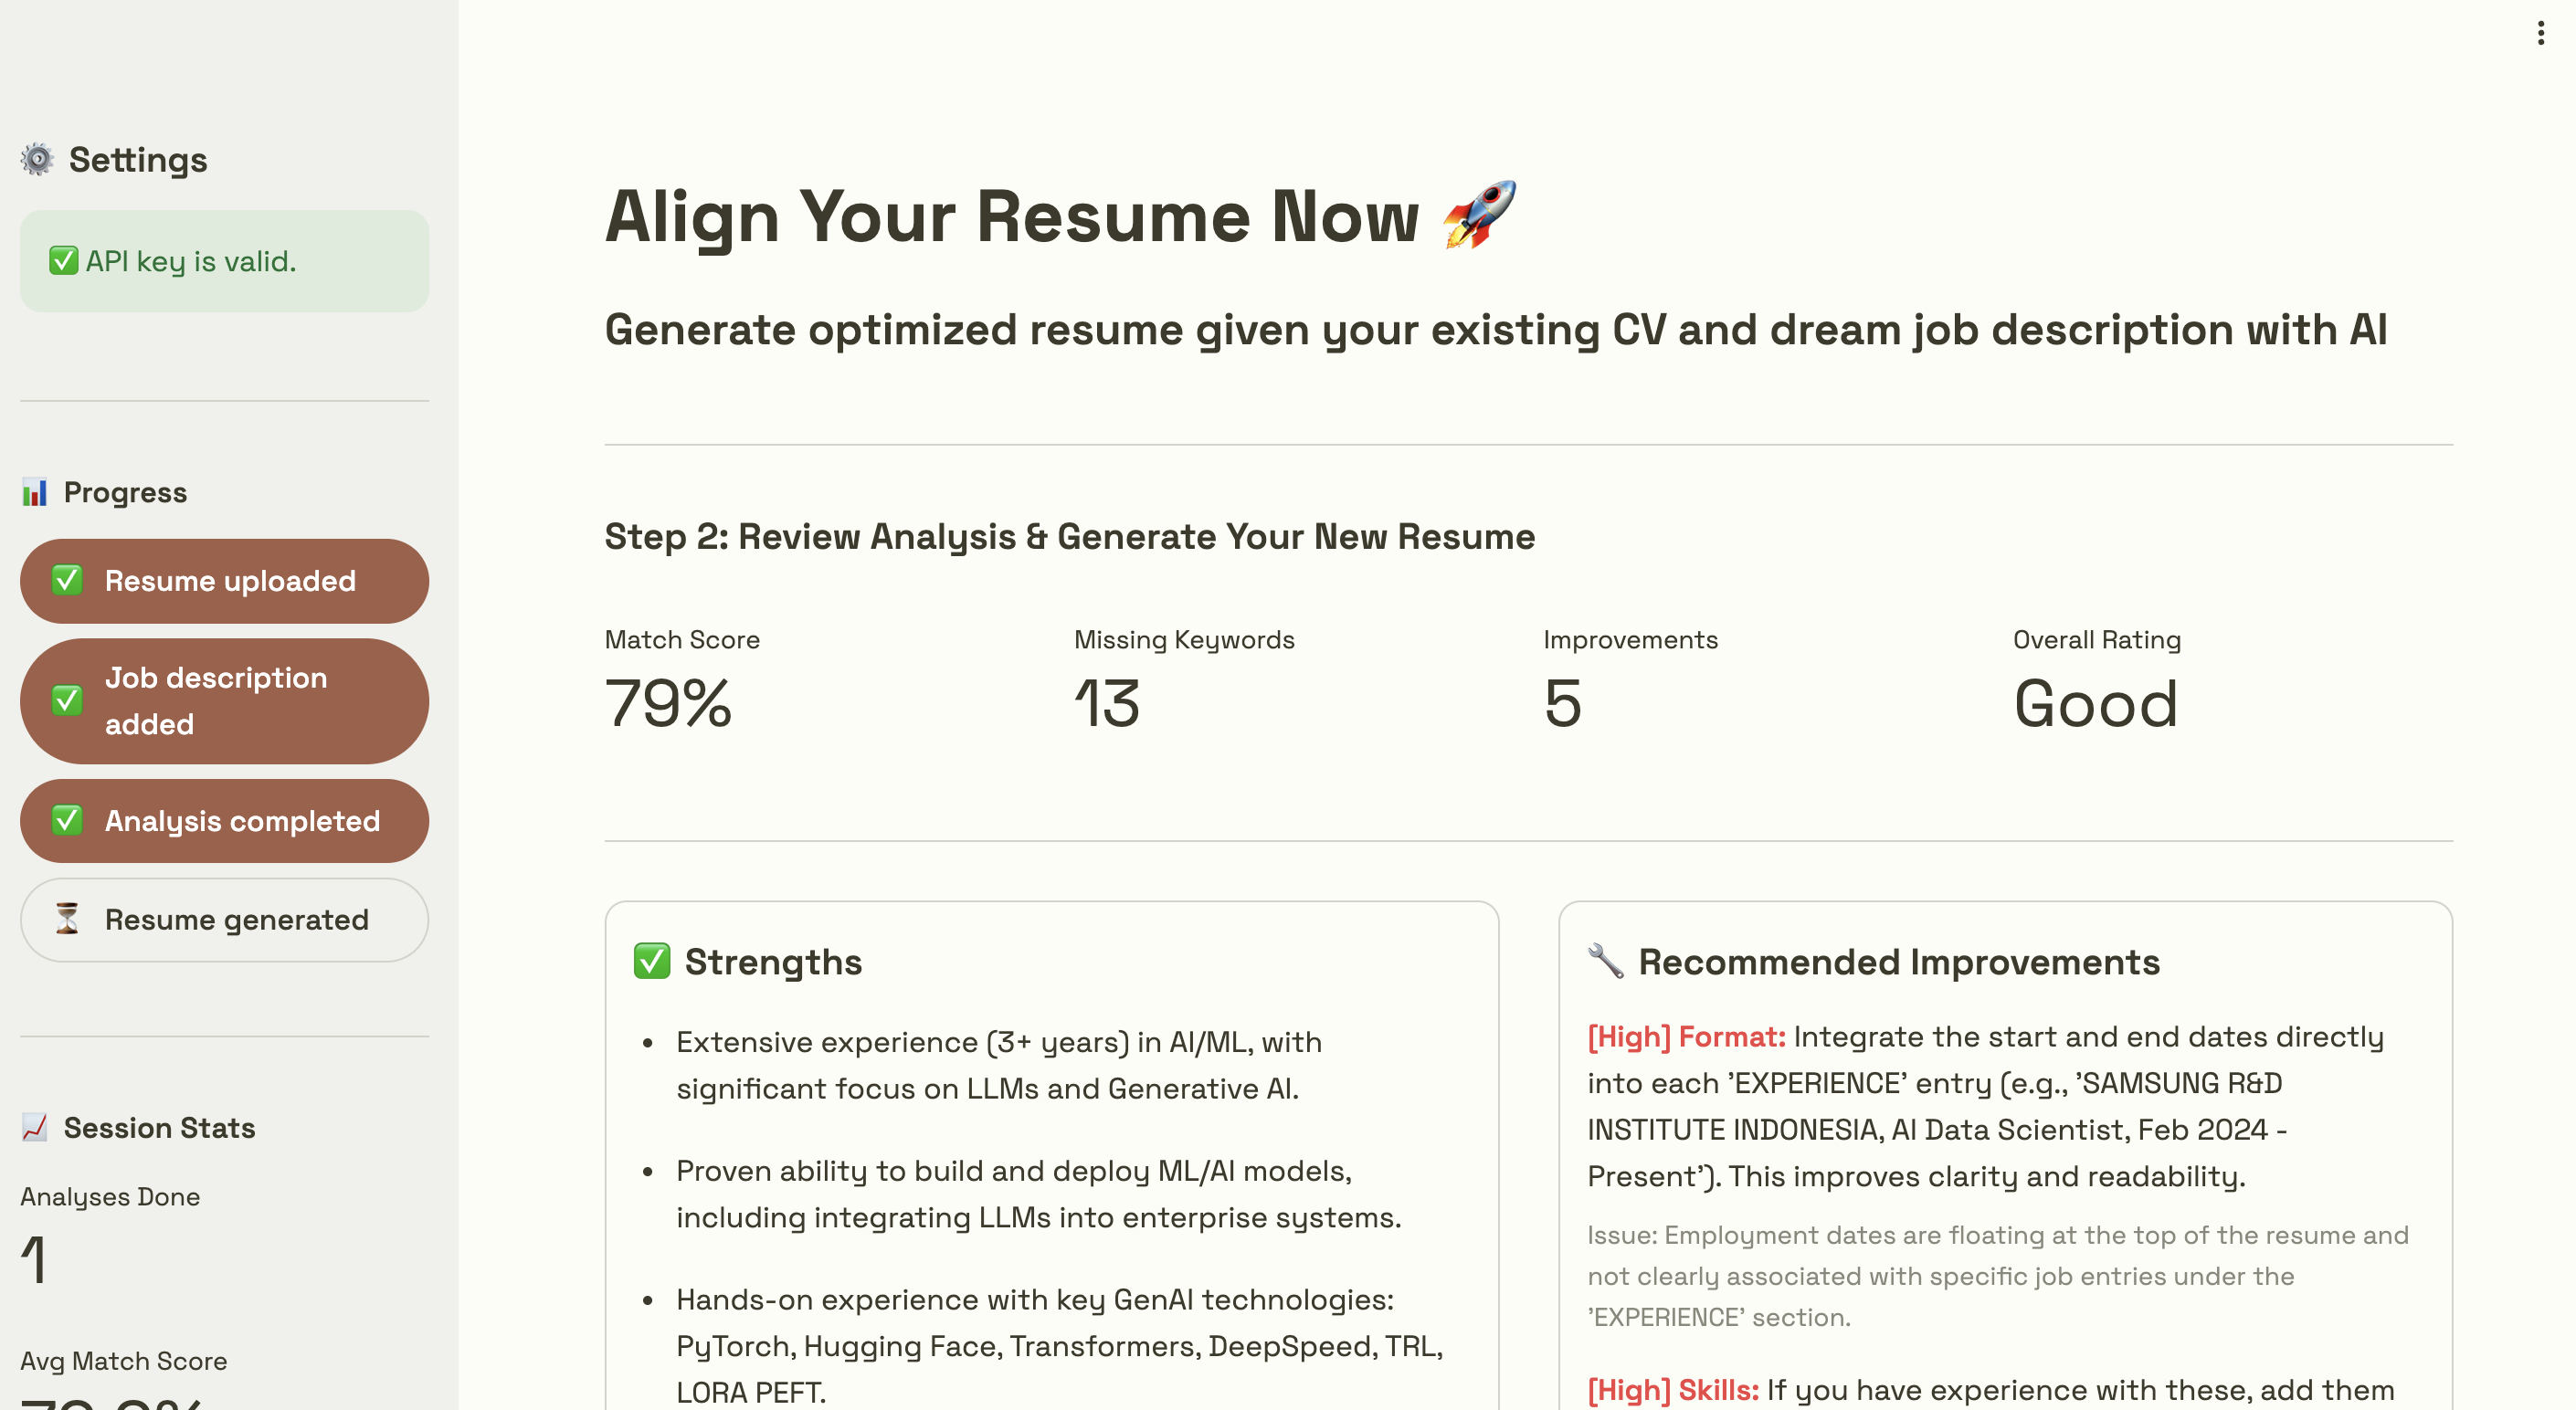 Settings
API key is valid.
Progress
Resume uploaded
Job description
added
Analysis completed
Resume generated
Session Stats
Analyses Done
1
Avg Match Score
Align Your Resume Now
Generate optimized resume given your existing CV and dream job description with AI
Step 2: Review Analysis & Generate Your New Resume
Match Score
79%
Missing Keywords
13
Improvements
5
Overall Rating
Good
Strengths
• Extensive experience (3+ years) in AI/ML, with
significant focus on LLMs and Generative AI.
• Proven ability to build and deploy ML/AI models,
including integrating LLMs into enterprise systems.
• Hands-on experience with key GenAI technologies:
PyTorch, Hugging Face, Transformers, DeepSpeed, TRL,
LORA PEFT.
Recommended Improvements
[High] Format: Integrate the start and end dates directly
into each 'EXPERIENCE' entry (e.g., 'SAMSUNG R&D
INSTITUTE INDONESIA, AI Data Scientist, Feb 2024 -
Present'). This improves clarity and readability.
Issue: Employment dates are floating at the top of the resume and
not clearly associated with specific job entries under the
'EXPERIENCE' section.
[High] Skills: If you have experience with these, add them